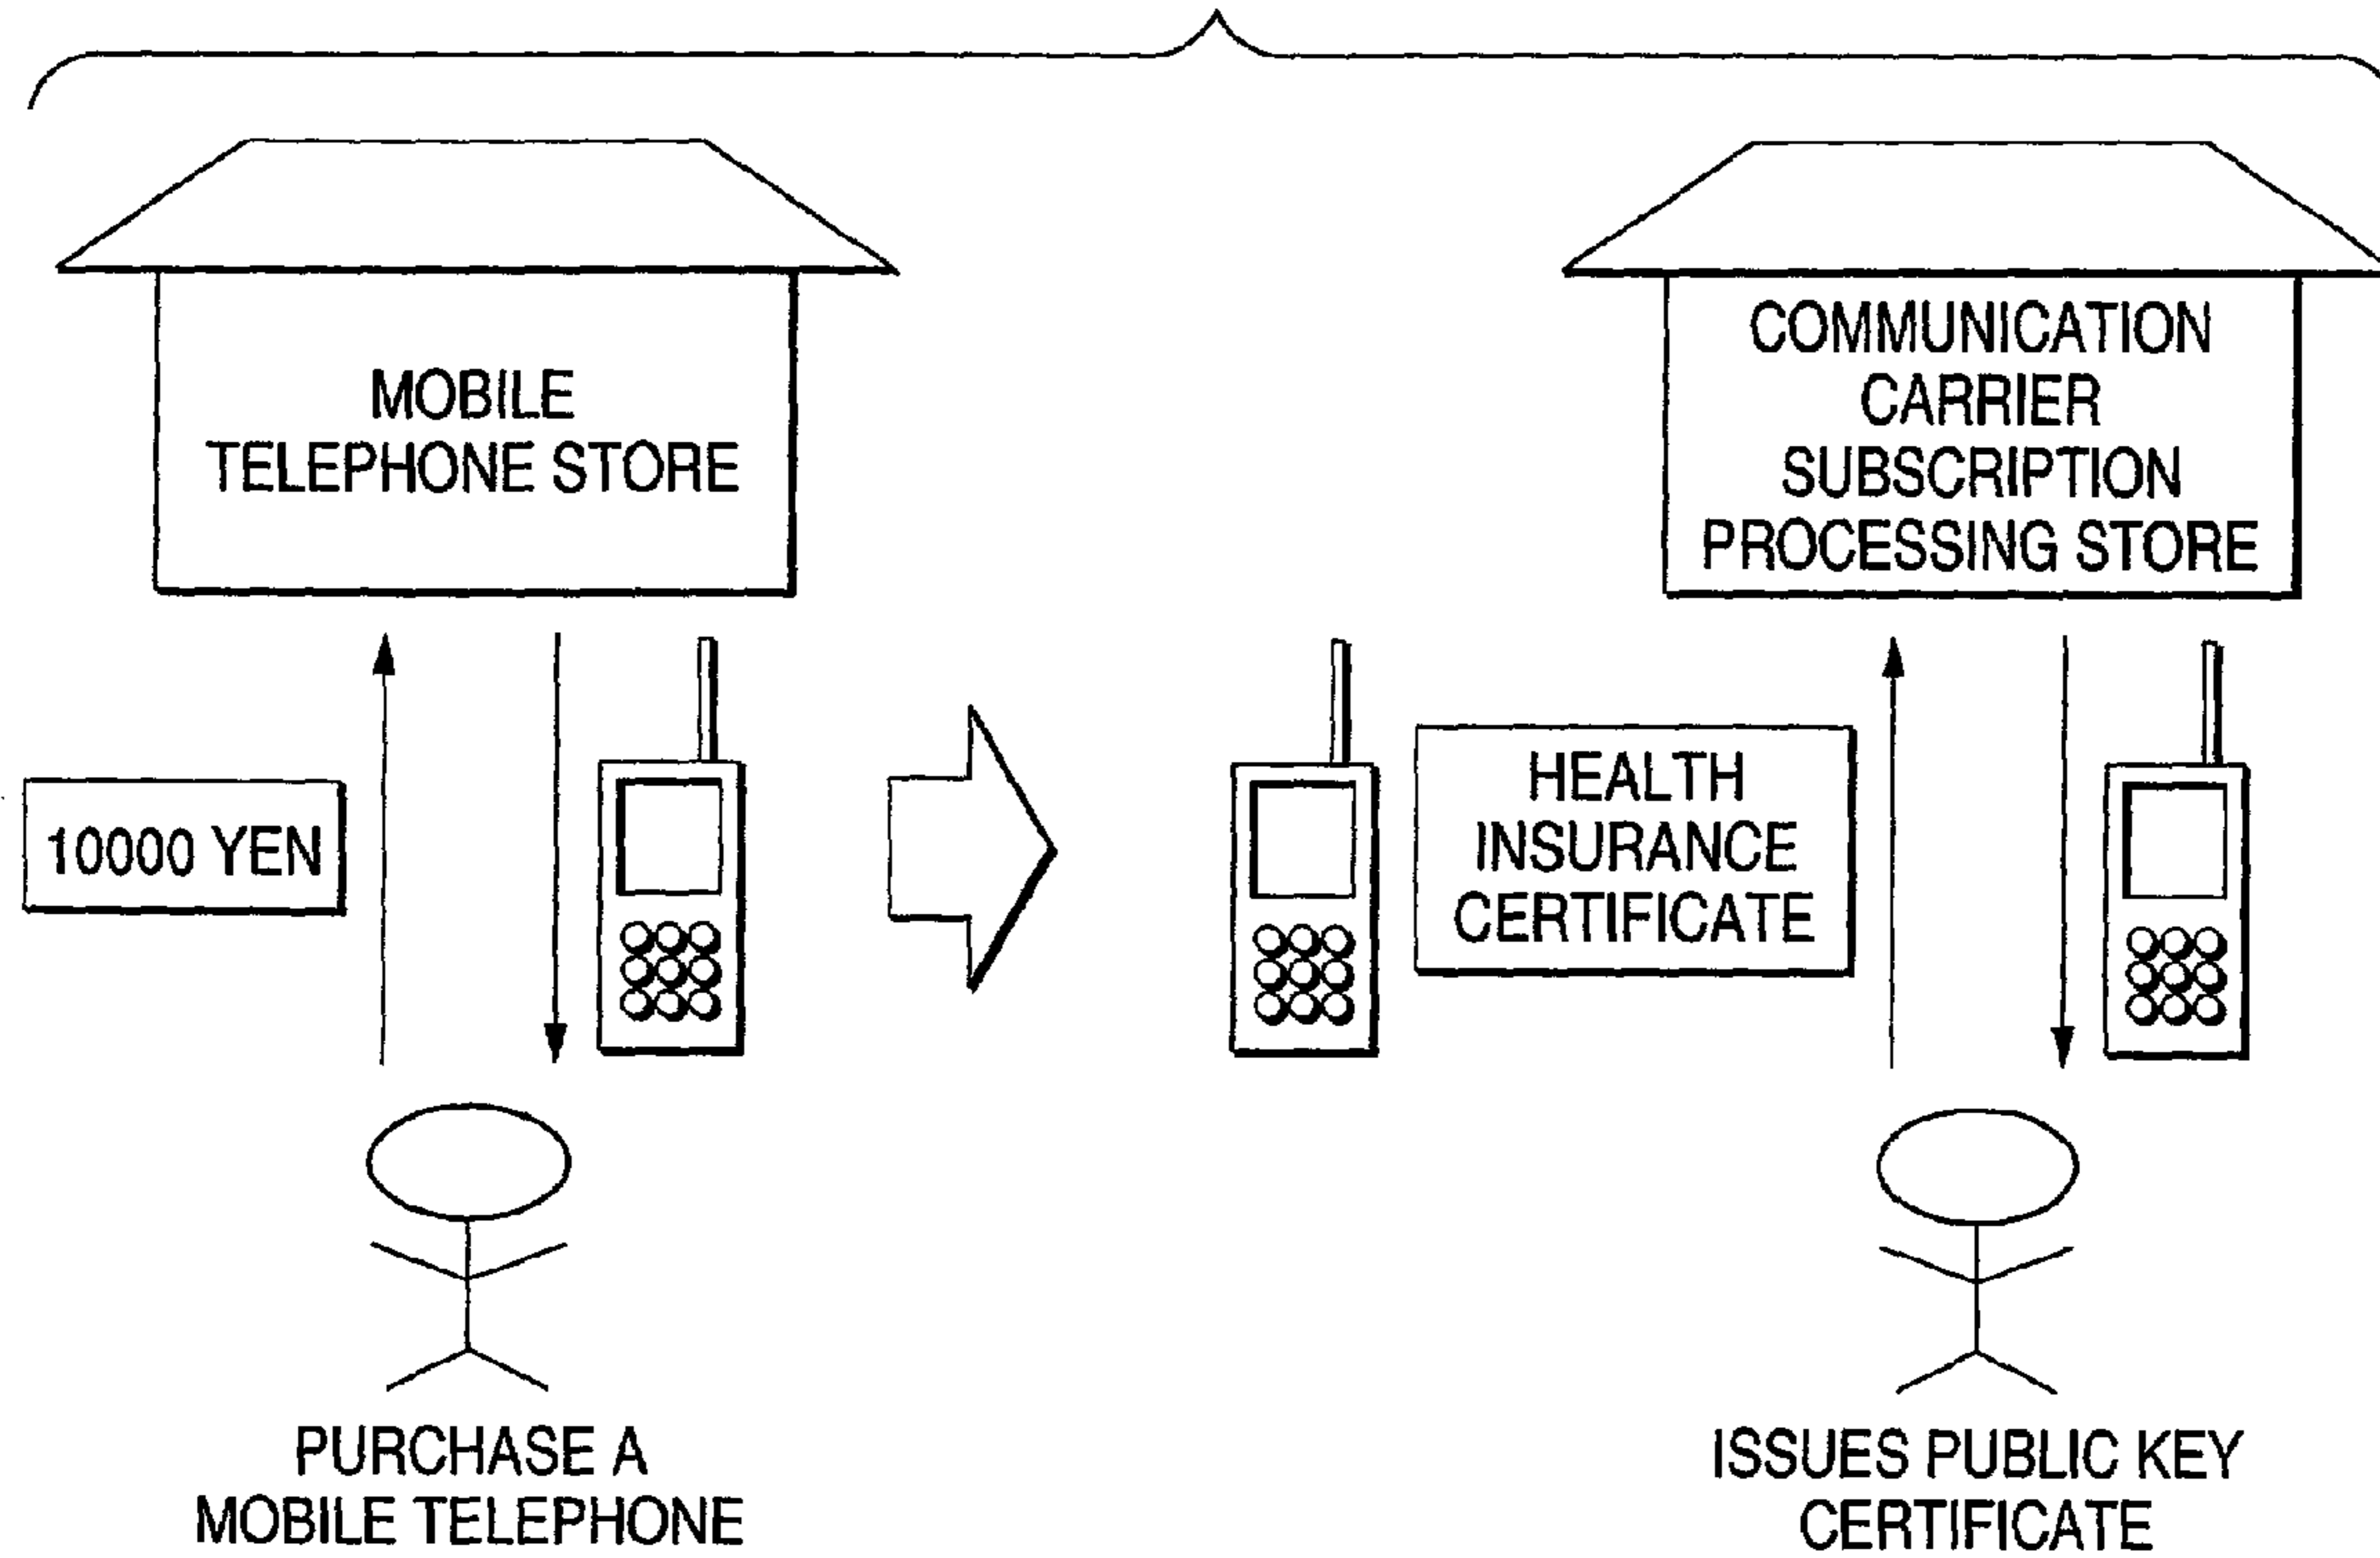 MOBILE
TELEPHONE STORE
10000 YEN
PURCHASE A
MOBILE TELEPHONE
COMMUNICATION
CARRIER
SUBSCRIPTION
PROCESSING STORE
HEALTH
INSURANCE
CERTIFICATE
ISSUES PUBLIC KEY
CERTIFICATE